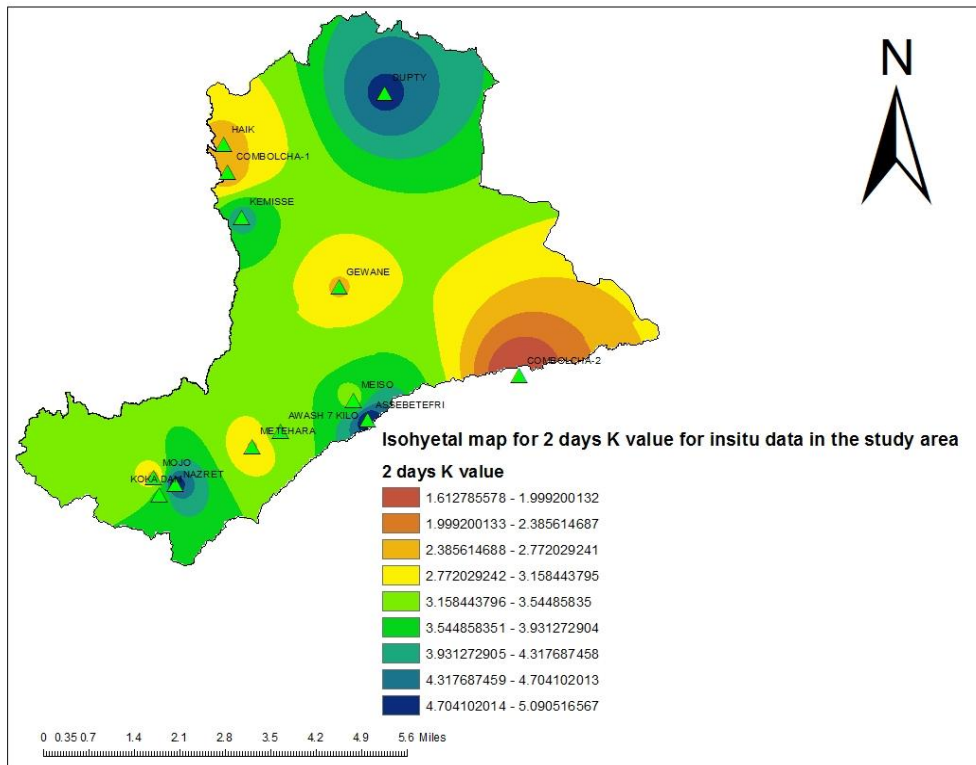 N
DUPTY
HAIK
COMBOLCHA-1
KEMISSE
GEWANE
COMBOLCHA-2
MEISO
ASSEBETEFRI
AWASH 7 KILO
METEHARA
MOJO
NAZRET
KOKA DAM
Isohyetal map for 2 days K value for insitu data in the study area
2 days K value
1.612785578 - 1.999200132
1.999200133 - 2.385614687
2.385614688 - 2.772029241
2.772029242 - 3.158443795
3.158443796 - 3.54485835
3.544858351 - 3.931272904
3.931272905 - 4.317687458
4.317687459 - 4.704102013
4.704102014 - 5.090516567
0 0.35 0.7 1.4 2.1 2.8 3.5 4.2 4.9 5.6 Miles